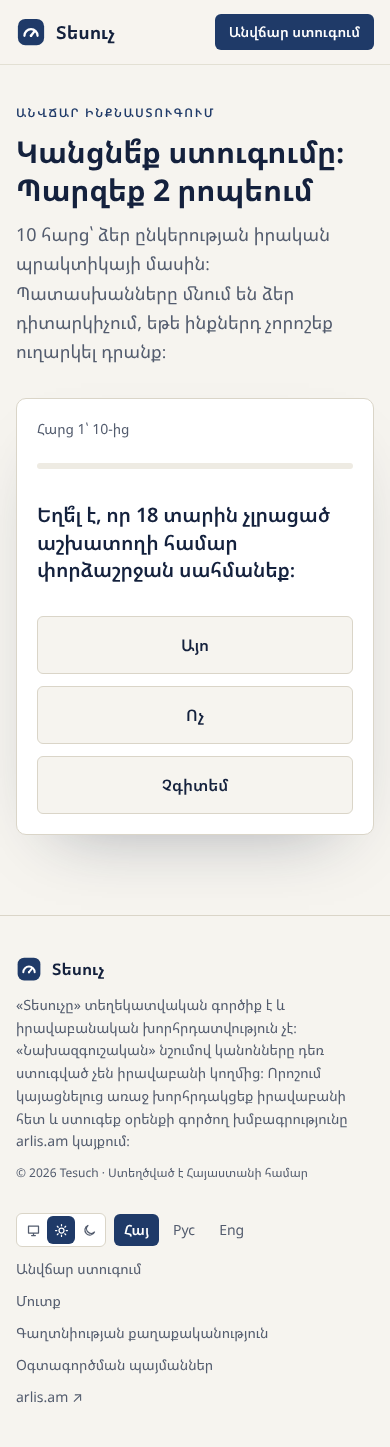 Տեսուչ
Անվճար ստուգում
ԱՆՎՃԱՐ ԻՆՔՆԱՍՏՈՒԳՈՒՄ
Կանցնե՞ք ստուգումը:
Պարզեք 2 րոպեում
10 հարց՝ ձեր ընկերության իրական
պրակտիկայի մասին:
Պատասխանները մնում են ձեր
դիտարկիչում, եթե ինքներդ չորոշեք
ուղարկել դրանք:
Հարց 1՝ 10-ից
Եղե՞լ է, որ 18 տարին չլրացած
աշխատողի համար
փորձաշրջան սահմանեք:
Այո
Ոչ
Չգիտեմ
Տեսուչ
«Տեսուչը» տեղեկատվական գործիք է և
իրավաբանական խորհրդատվություն չէ:
«Նախազգուշական» նշումով կանոնները դեռ
ստուգված չեն իրավաբանի կողմից: Որոշում
կայացնելուց առաջ խորհրդակցեք իրավաբանի
հետ և ստուգեք օրենքի գործող խմբագրությունը
arlis.am կայքում:
© 2026 Tesuch · Ստեղծված է Հայաստանի համար
Հայ Рус Eng
Անվճար ստուգում
Մուտք
Գաղտնիության քաղաքականություն
Օգտագործման պայմաններ
arlis.am ↗